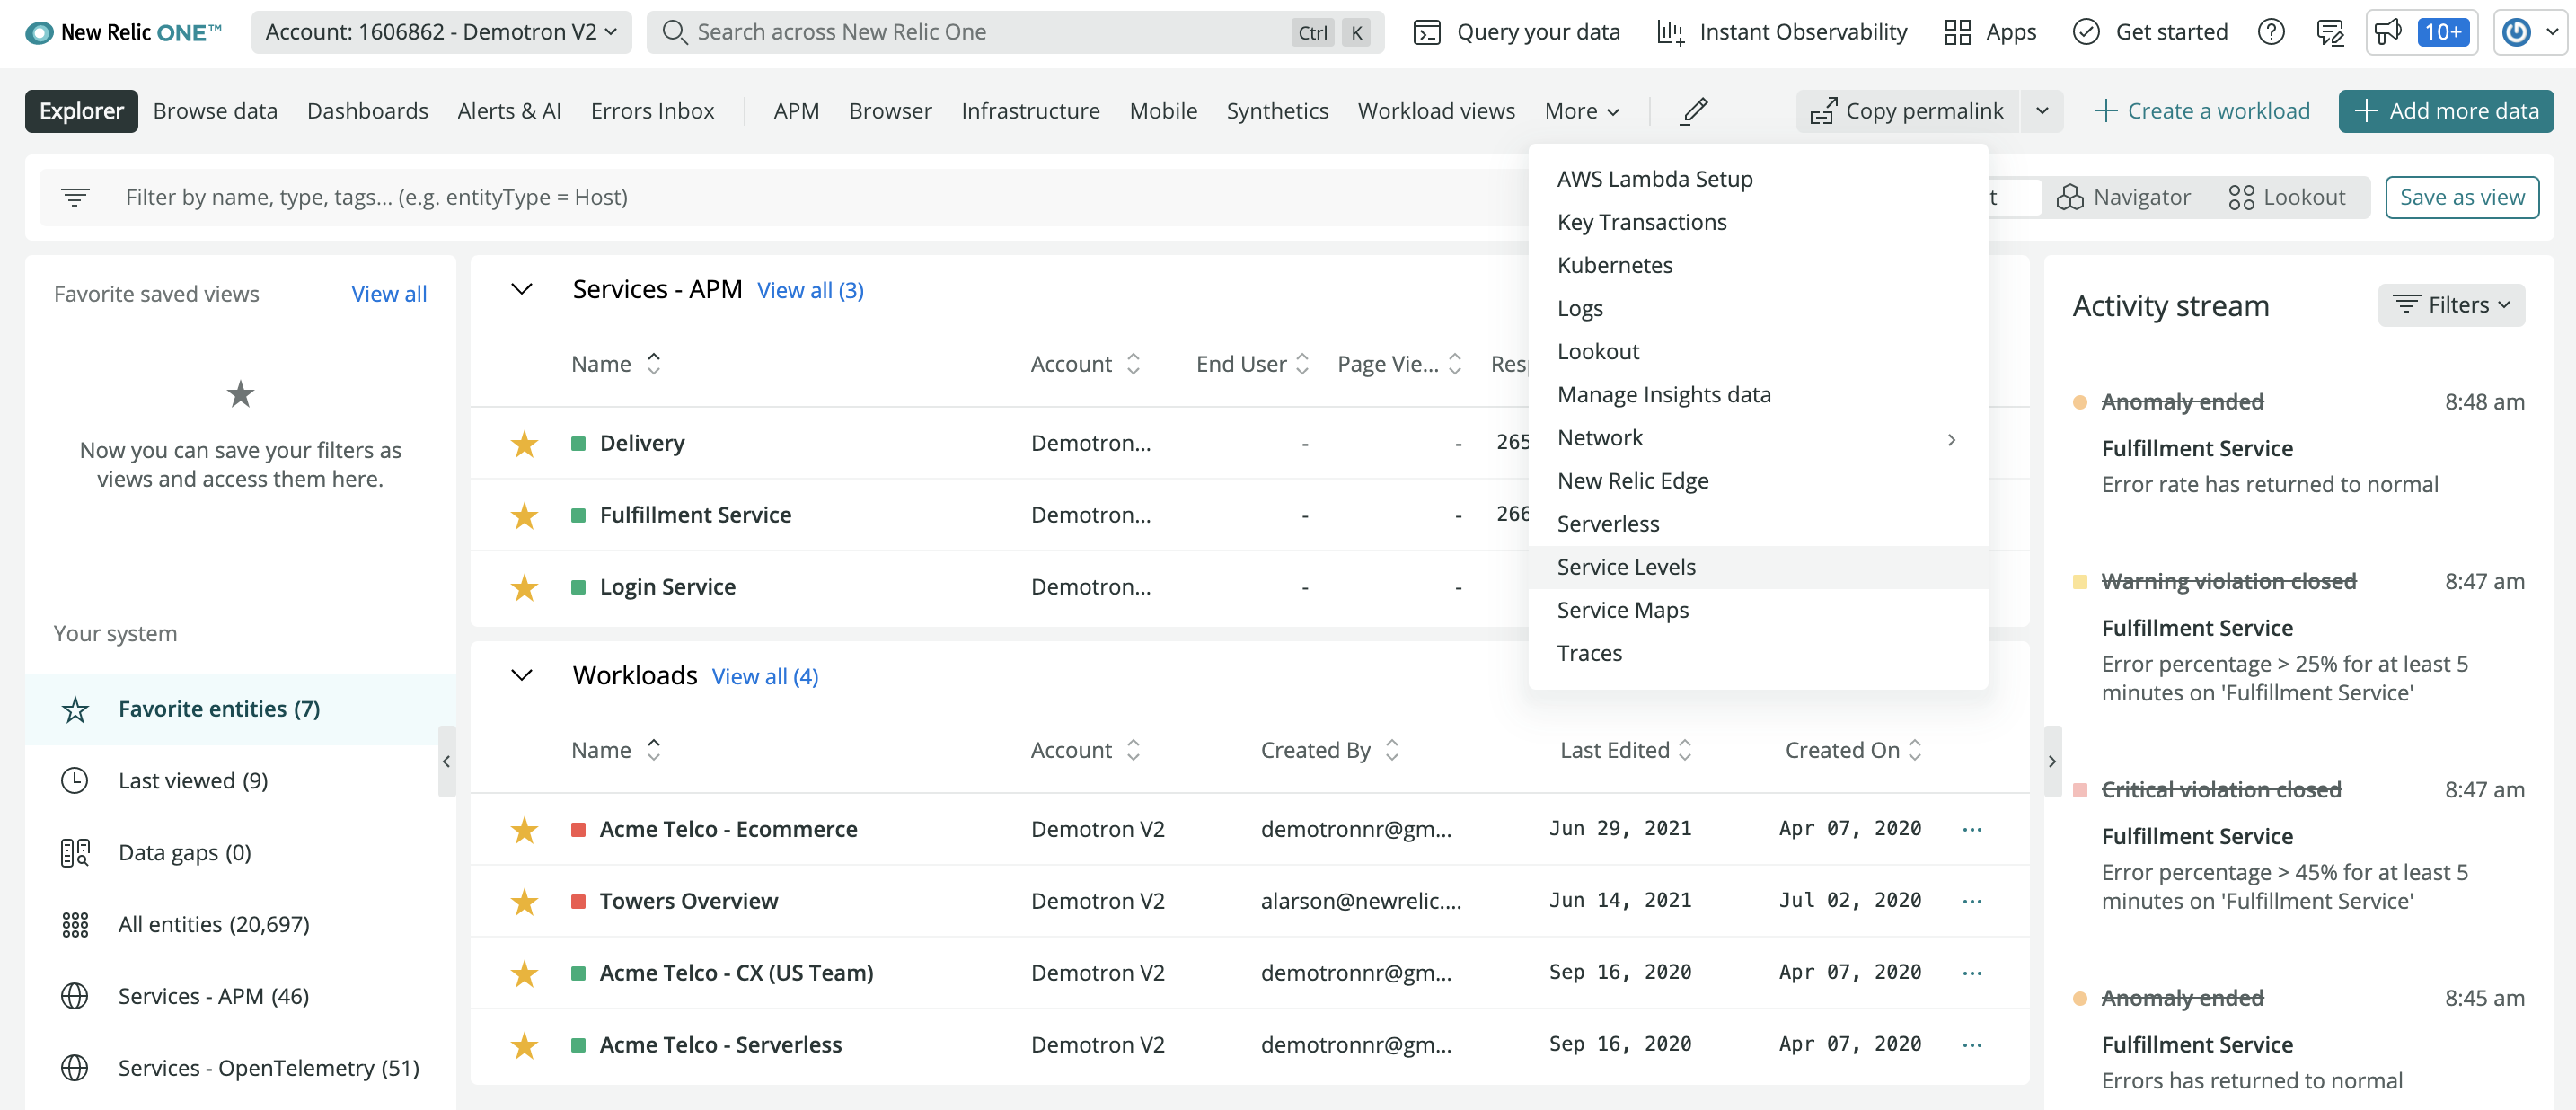 New Relic ONE™
Account: 1606862 - Demotron V2
Search across New Relic One
Ctrl K
Query your data
Instant Observability
Apps
Get started
10+
Explorer
Browse data
Dashboards
Alerts & AI
Errors Inbox
APM
Browser
Infrastructure
Mobile
Synthetics
Workload views
More
Copy permalink
Create a workload
Add more data
Filter by name, type, tags... (e.g. entityType = Host)
t
Navigator
Lookout
Save as view
AWS Lambda Setup
Key Transactions
Kubernetes
Logs
Lookout
Manage Insights data
Network
New Relic Edge
Serverless
Service Levels
Service Maps
Traces
Favorite saved views
View all
Now you can save your filters as
views and access them here.
Your system
Favorite entities (7)
Last viewed (9)
Data gaps (0)
All entities (20,697)
Services - APM (46)
Services - OpenTelemetry (51)
Services - APM View all (3)
Name Account End User Page Vie... Resp
Delivery Demotron... - - 265
Fulfillment Service Demotron... - - 266
Login Service Demotron... - -
Workloads View all (4)
Name Account Created By Last Edited Created On
Acme Telco - Ecommerce Demotron V2 demotronnr@gm... Jun 29, 2021 Apr 07, 2020 ...
Towers Overview Demotron V2 alarson@newrelic.... Jun 14, 2021 Jul 02, 2020 ...
Acme Telco - CX (US Team) Demotron V2 demotronnr@gm... Sep 16, 2020 Apr 07, 2020 ...
Acme Telco - Serverless Demotron V2 demotronnr@gm... Sep 16, 2020 Apr 07, 2020 ...
Activity stream
Filters
Anomaly ended 8:48 am
Fulfillment Service
Error rate has returned to normal
Warning violation closed 8:47 am
Fulfillment Service
Error percentage > 25% for at least 5
minutes on 'Fulfillment Service'
Critical violation closed 8:47 am
Fulfillment Service
Error percentage > 45% for at least 5
minutes on 'Fulfillment Service'
Anomaly ended 8:45 am
Fulfillment Service
Errors has returned to normal